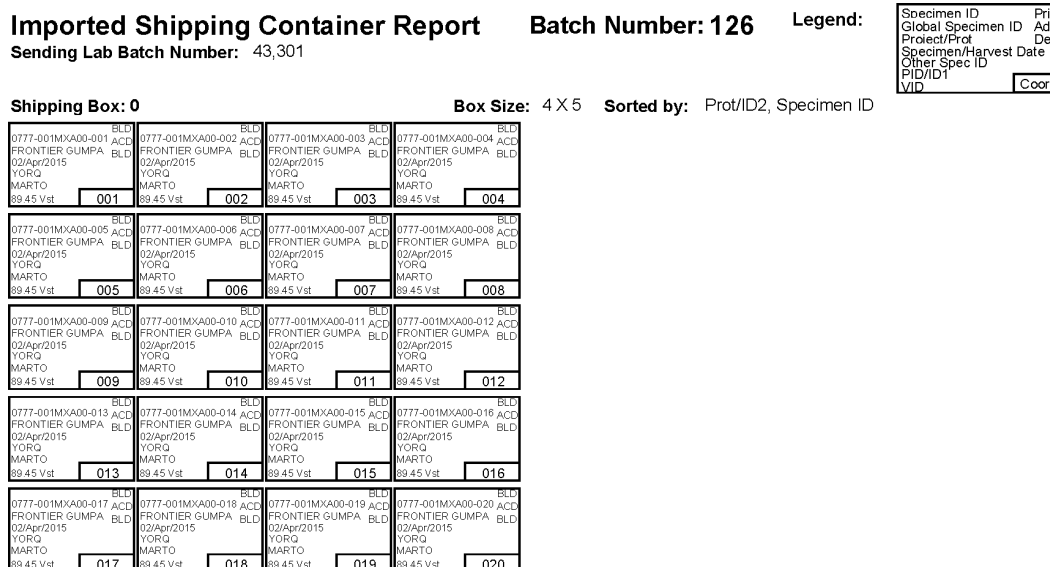 Imported Shipping Container Report Batch Number: 126 Legend:
Sending Lab Batch Number: 43,301
Specimen ID Pri
Global Specimen ID Ad
Project/Prot De
Specimen/Harvest Date
Other Spec ID
PID/ID1
VID Coor
Shipping Box: 0 Box Size: 4 X 5 Sorted by: Prot/ID2, Specimen ID
BLD BLD BLD BLD
0777-001MXA00-001 ACD 0777-001MXA00-002 ACD 0777-001MXA00-003 ACD 0777-001MXA00-004 ACD
FRONTIER GUMPA BLD FRONTIER GUMPA BLD FRONTIER GUMPA BLD FRONTIER GUMPA BLD
02/Apr/2015 02/Apr/2015 02/Apr/2015 02/Apr/2015
YORQ YORQ YORQ YORQ
MARTO MARTO MARTO MARTO
89.45 Vst 001 89.45 Vst 002 89.45 Vst 003 89.45 Vst 004
BLD BLD BLD BLD
0777-001MXA00-005 ACD 0777-001MXA00-006 ACD 0777-001MXA00-007 ACD 0777-001MXA00-008 ACD
FRONTIER GUMPA BLD FRONTIER GUMPA BLD FRONTIER GUMPA BLD FRONTIER GUMPA BLD
02/Apr/2015 02/Apr/2015 02/Apr/2015 02/Apr/2015
YORQ YORQ YORQ YORQ
MARTO MARTO MARTO MARTO
89.45 Vst 005 89.45 Vst 006 89.45 Vst 007 89.45 Vst 008
BLD BLD BLD BLD
0777-001MXA00-009 ACD 0777-001MXA00-010 ACD 0777-001MXA00-011 ACD 0777-001MXA00-012 ACD
FRONTIER GUMPA BLD FRONTIER GUMPA BLD FRONTIER GUMPA BLD FRONTIER GUMPA BLD
02/Apr/2015 02/Apr/2015 02/Apr/2015 02/Apr/2015
YORQ YORQ YORQ YORQ
MARTO MARTO MARTO MARTO
89.45 Vst 009 89.45 Vst 010 89.45 Vst 011 89.45 Vst 012
BLD BLD BLD BLD
0777-001MXA00-013 ACD 0777-001MXA00-014 ACD 0777-001MXA00-015 ACD 0777-001MXA00-016 ACD
FRONTIER GUMPA BLD FRONTIER GUMPA BLD FRONTIER GUMPA BLD FRONTIER GUMPA BLD
02/Apr/2015 02/Apr/2015 02/Apr/2015 02/Apr/2015
YORQ YORQ YORQ YORQ
MARTO MARTO MARTO MARTO
89.45 Vst 013 89.45 Vst 014 89.45 Vst 015 89.45 Vst 016
BLD BLD BLD BLD
0777-001MXA00-017 ACD 0777-001MXA00-018 ACD 0777-001MXA00-019 ACD 0777-001MXA00-020 ACD
FRONTIER GUMPA BLD FRONTIER GUMPA BLD FRONTIER GUMPA BLD FRONTIER GUMPA BLD
02/Apr/2015 02/Apr/2015 02/Apr/2015 02/Apr/2015
YORQ YORQ YORQ YORQ
MARTO MARTO MARTO MARTO
89.45 Vst 017 89.45 Vst 018 89.45 Vst 019 89.45 Vst 020